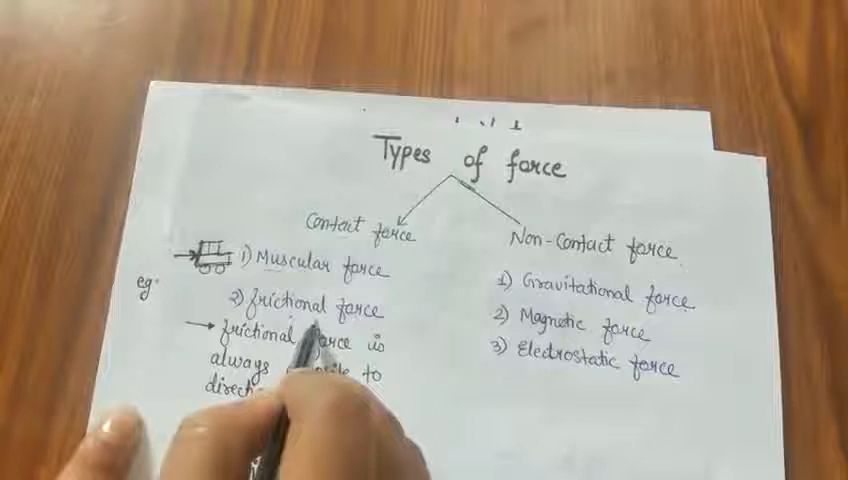 Types of force
Contact force
Non-Contact force
eg:
1) Muscular force
2) frictional force
→ frictional force is
always to
1) Gravitational force
2) Magnetic force
3) Electrostatic force